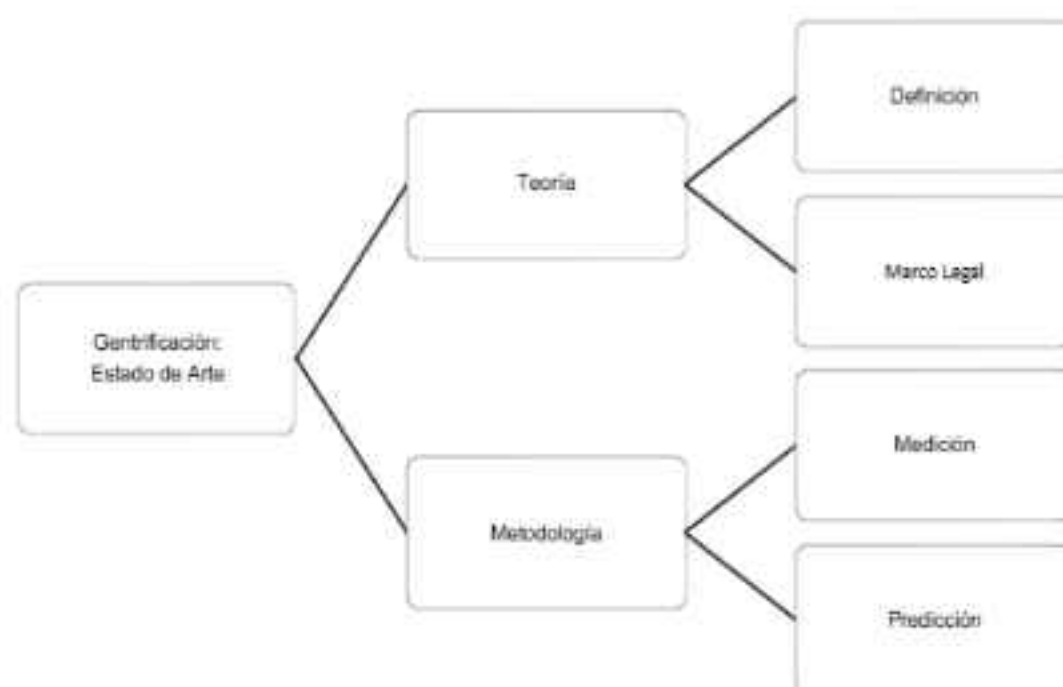 Gentrificación:
Estado de Arte
Teoría
Metodología
Definición
Marco Legal
Medición
Predicción